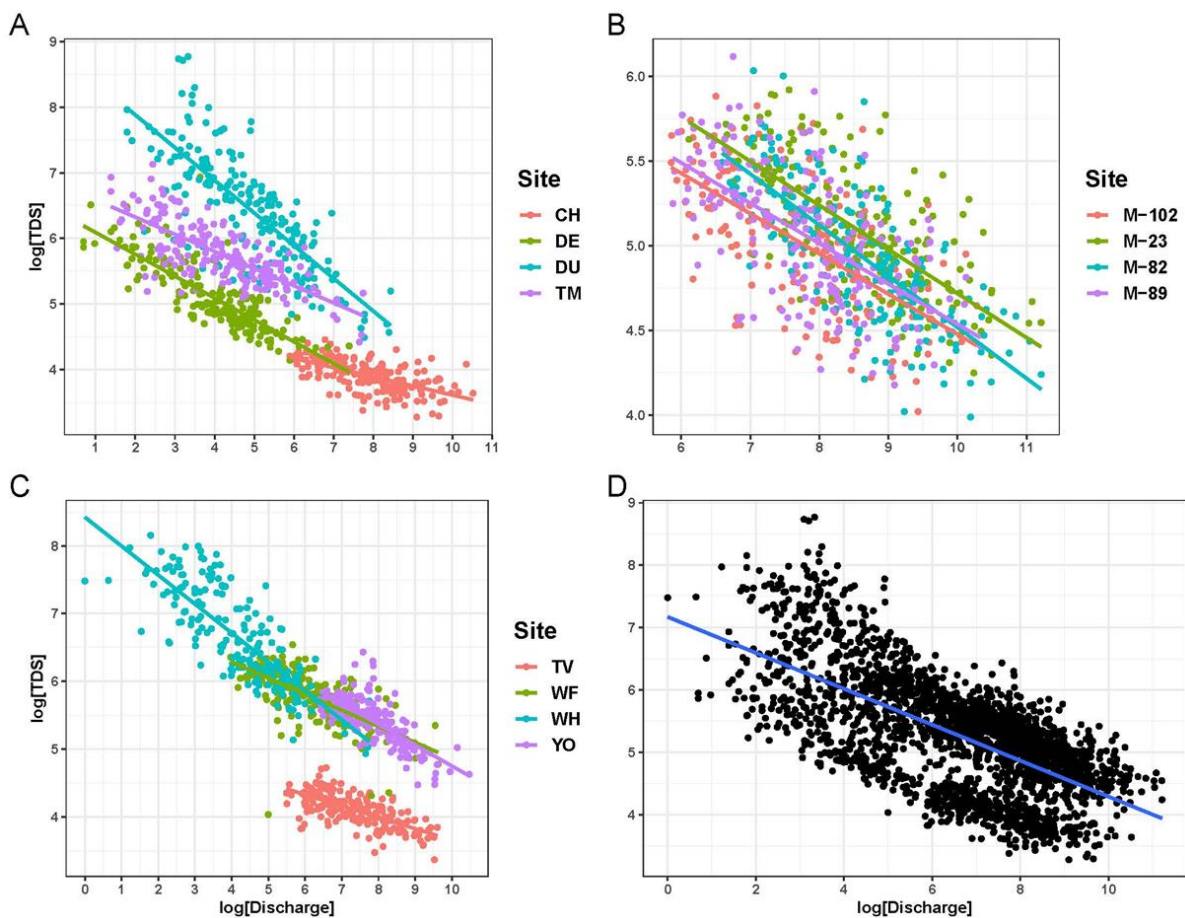 A
B
log[TDS]
9
8
7
6
5
4
1 2 3 4 5 6 7 8 9 10 11
Site
CH
DE
DU
TM
6.0
5.5
5.0
4.5
4.0
6 7 8 9 10 11
Site
M-102
M-23
M-82
M-89
C
D
log[TDS]
8
7
6
5
4
0 1 2 3 4 5 6 7 8 9 10
log[Discharge]
Site
TV
WF
WH
YO
9
8
7
6
5
4
0 2 4 6 8 10
log[Discharge]